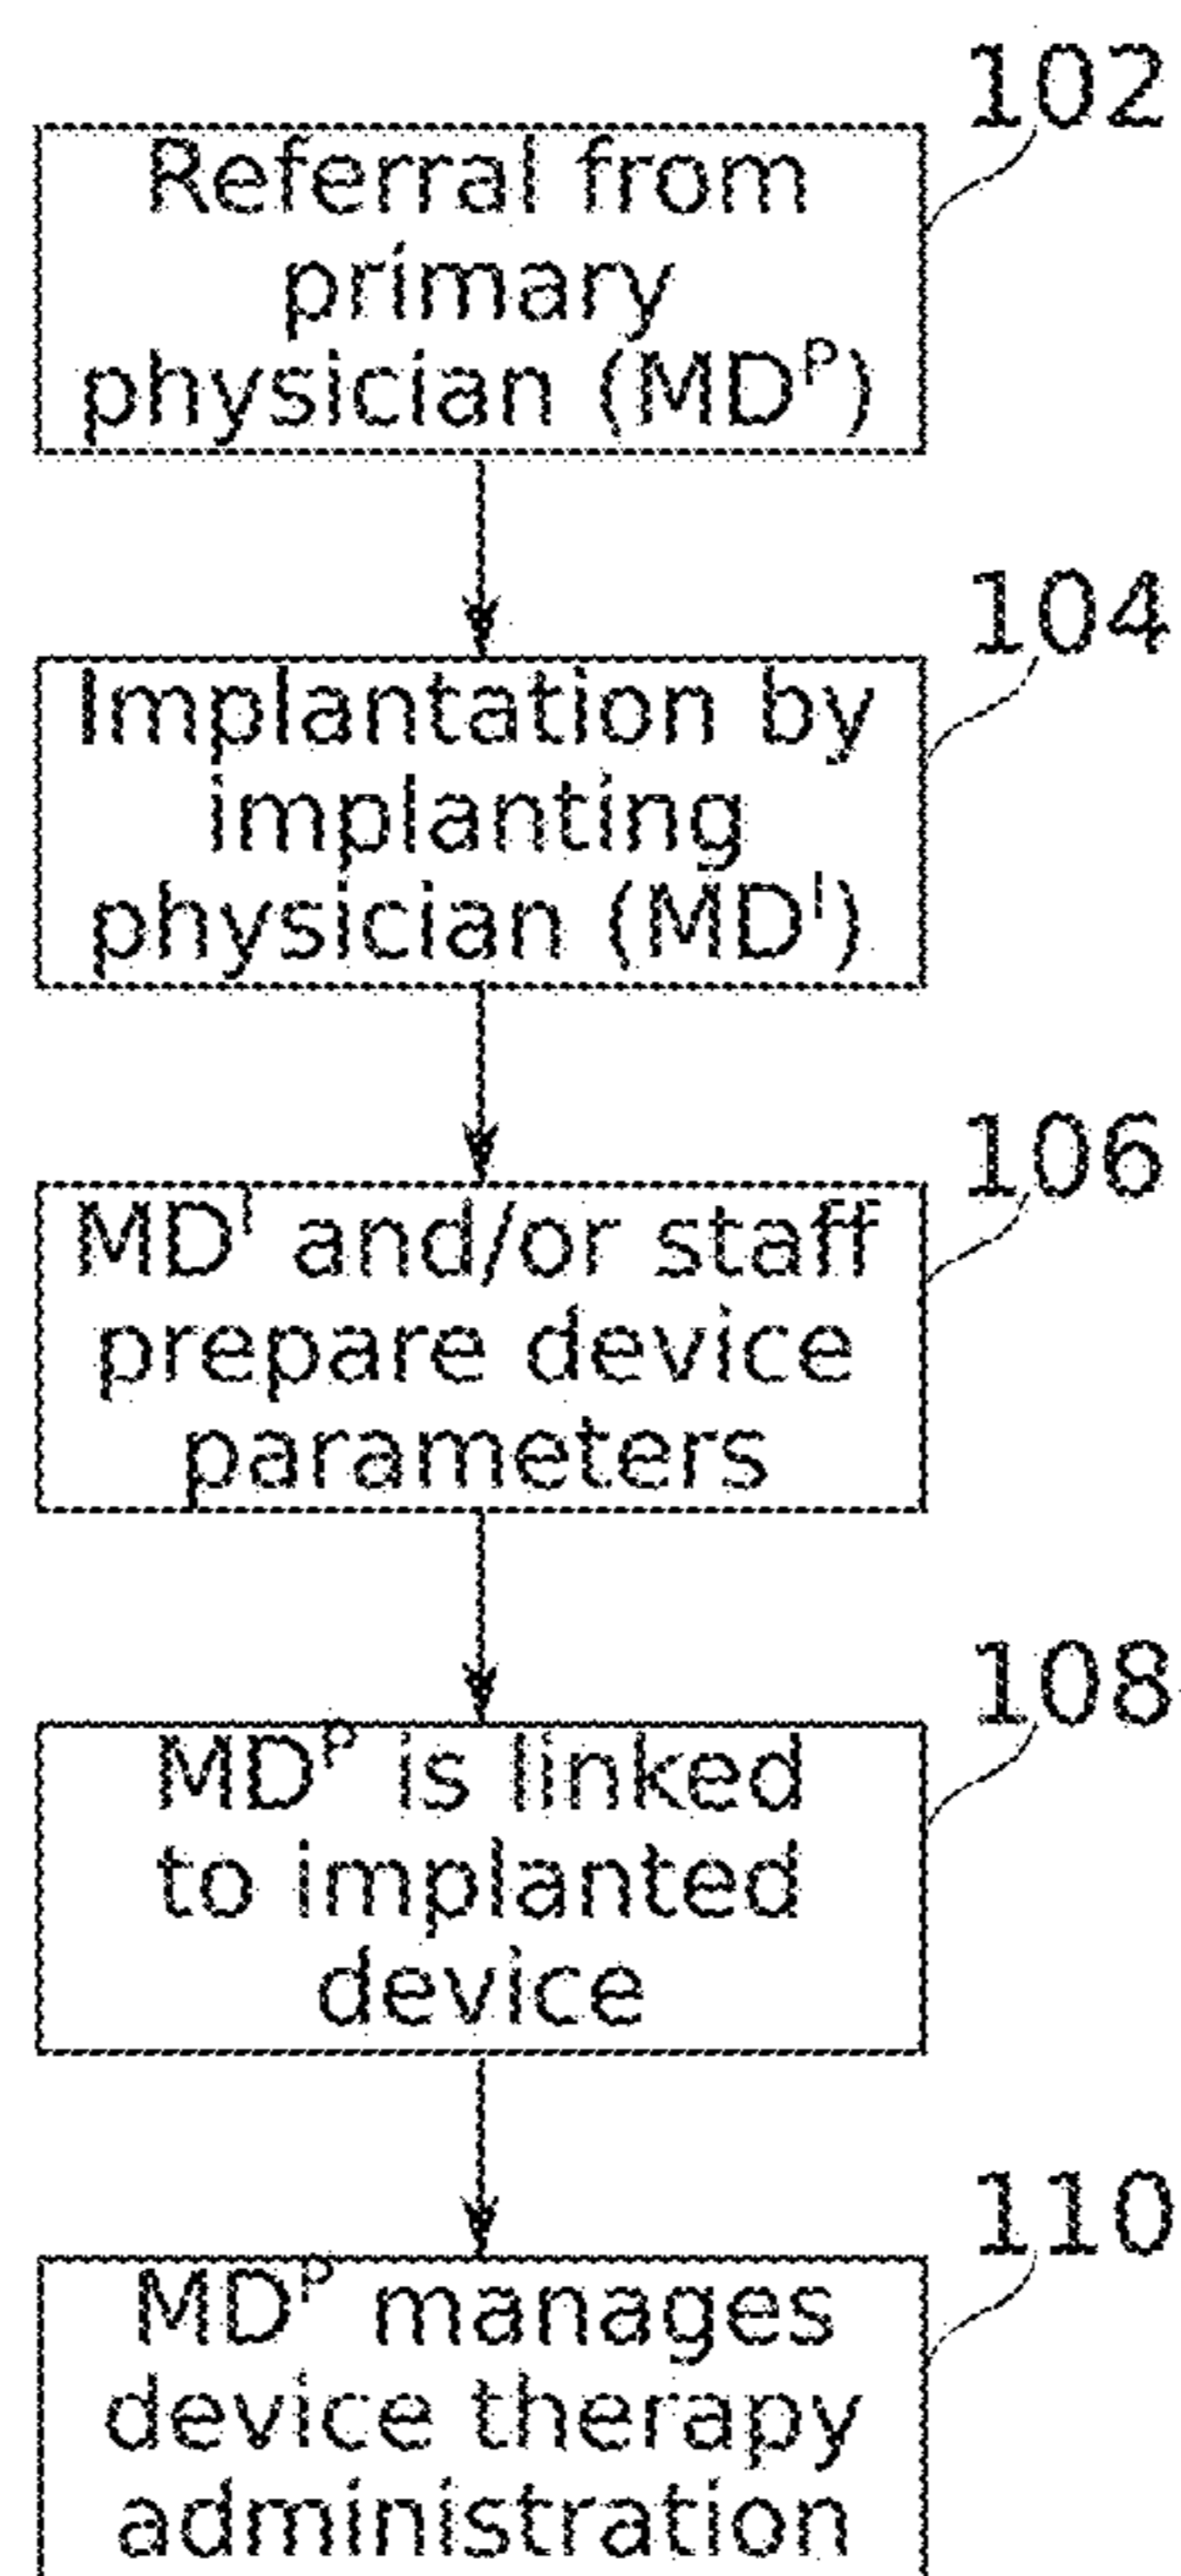 102
Referral from
primary
physician (MDᴾ)
104
Implantation by
implanting
physician (MDᴵ)
106
MDᴵ and/or staff
prepare device
parameters
108
MDᴾ is linked
to implanted
device
110
MDᴾ manages
device therapy
administration